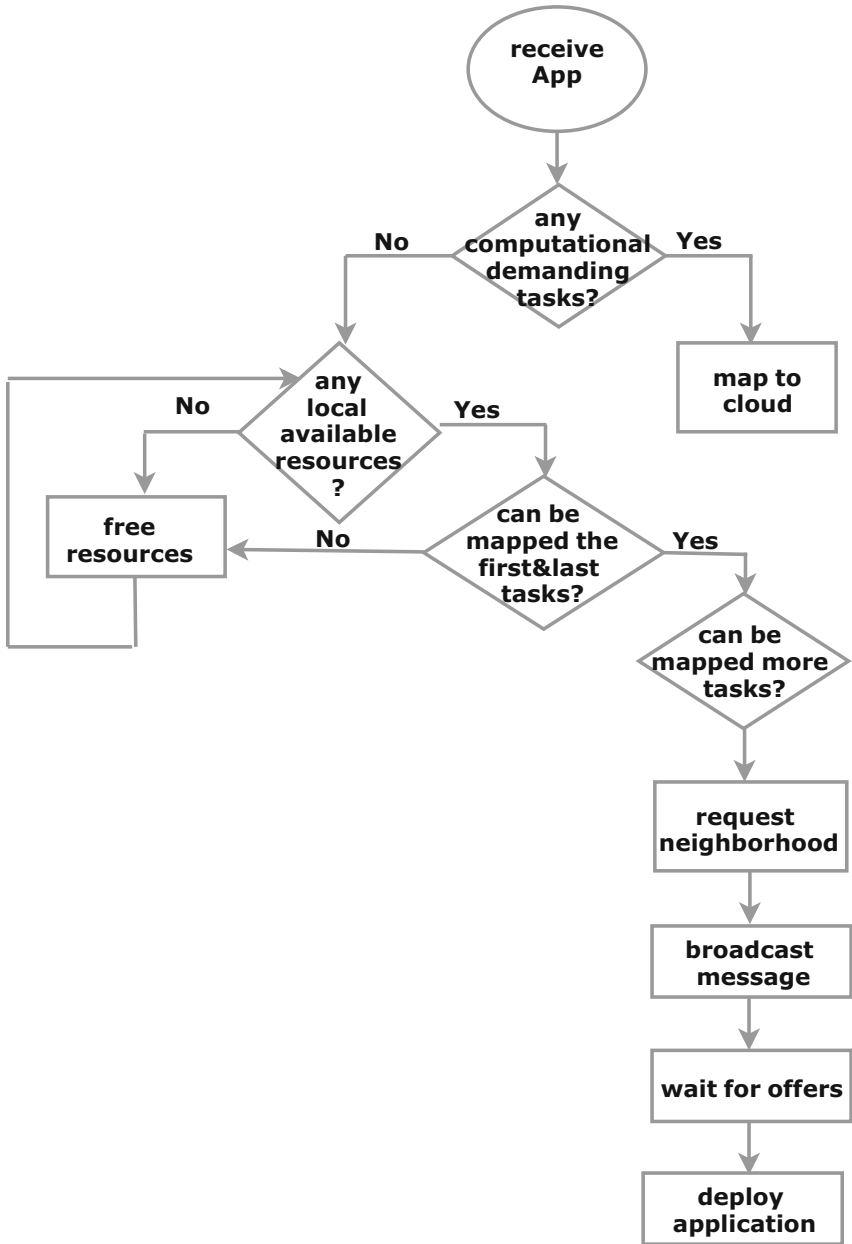 receive
App
any
computational
demanding
tasks?
No
Yes
map to
cloud
any
local
available
resources
?
No
Yes
free
resources
can be
mapped the
first&last
tasks?
No
Yes
can be
mapped more
tasks?
request
neighborhood
broadcast
message
wait for offers
deploy
application